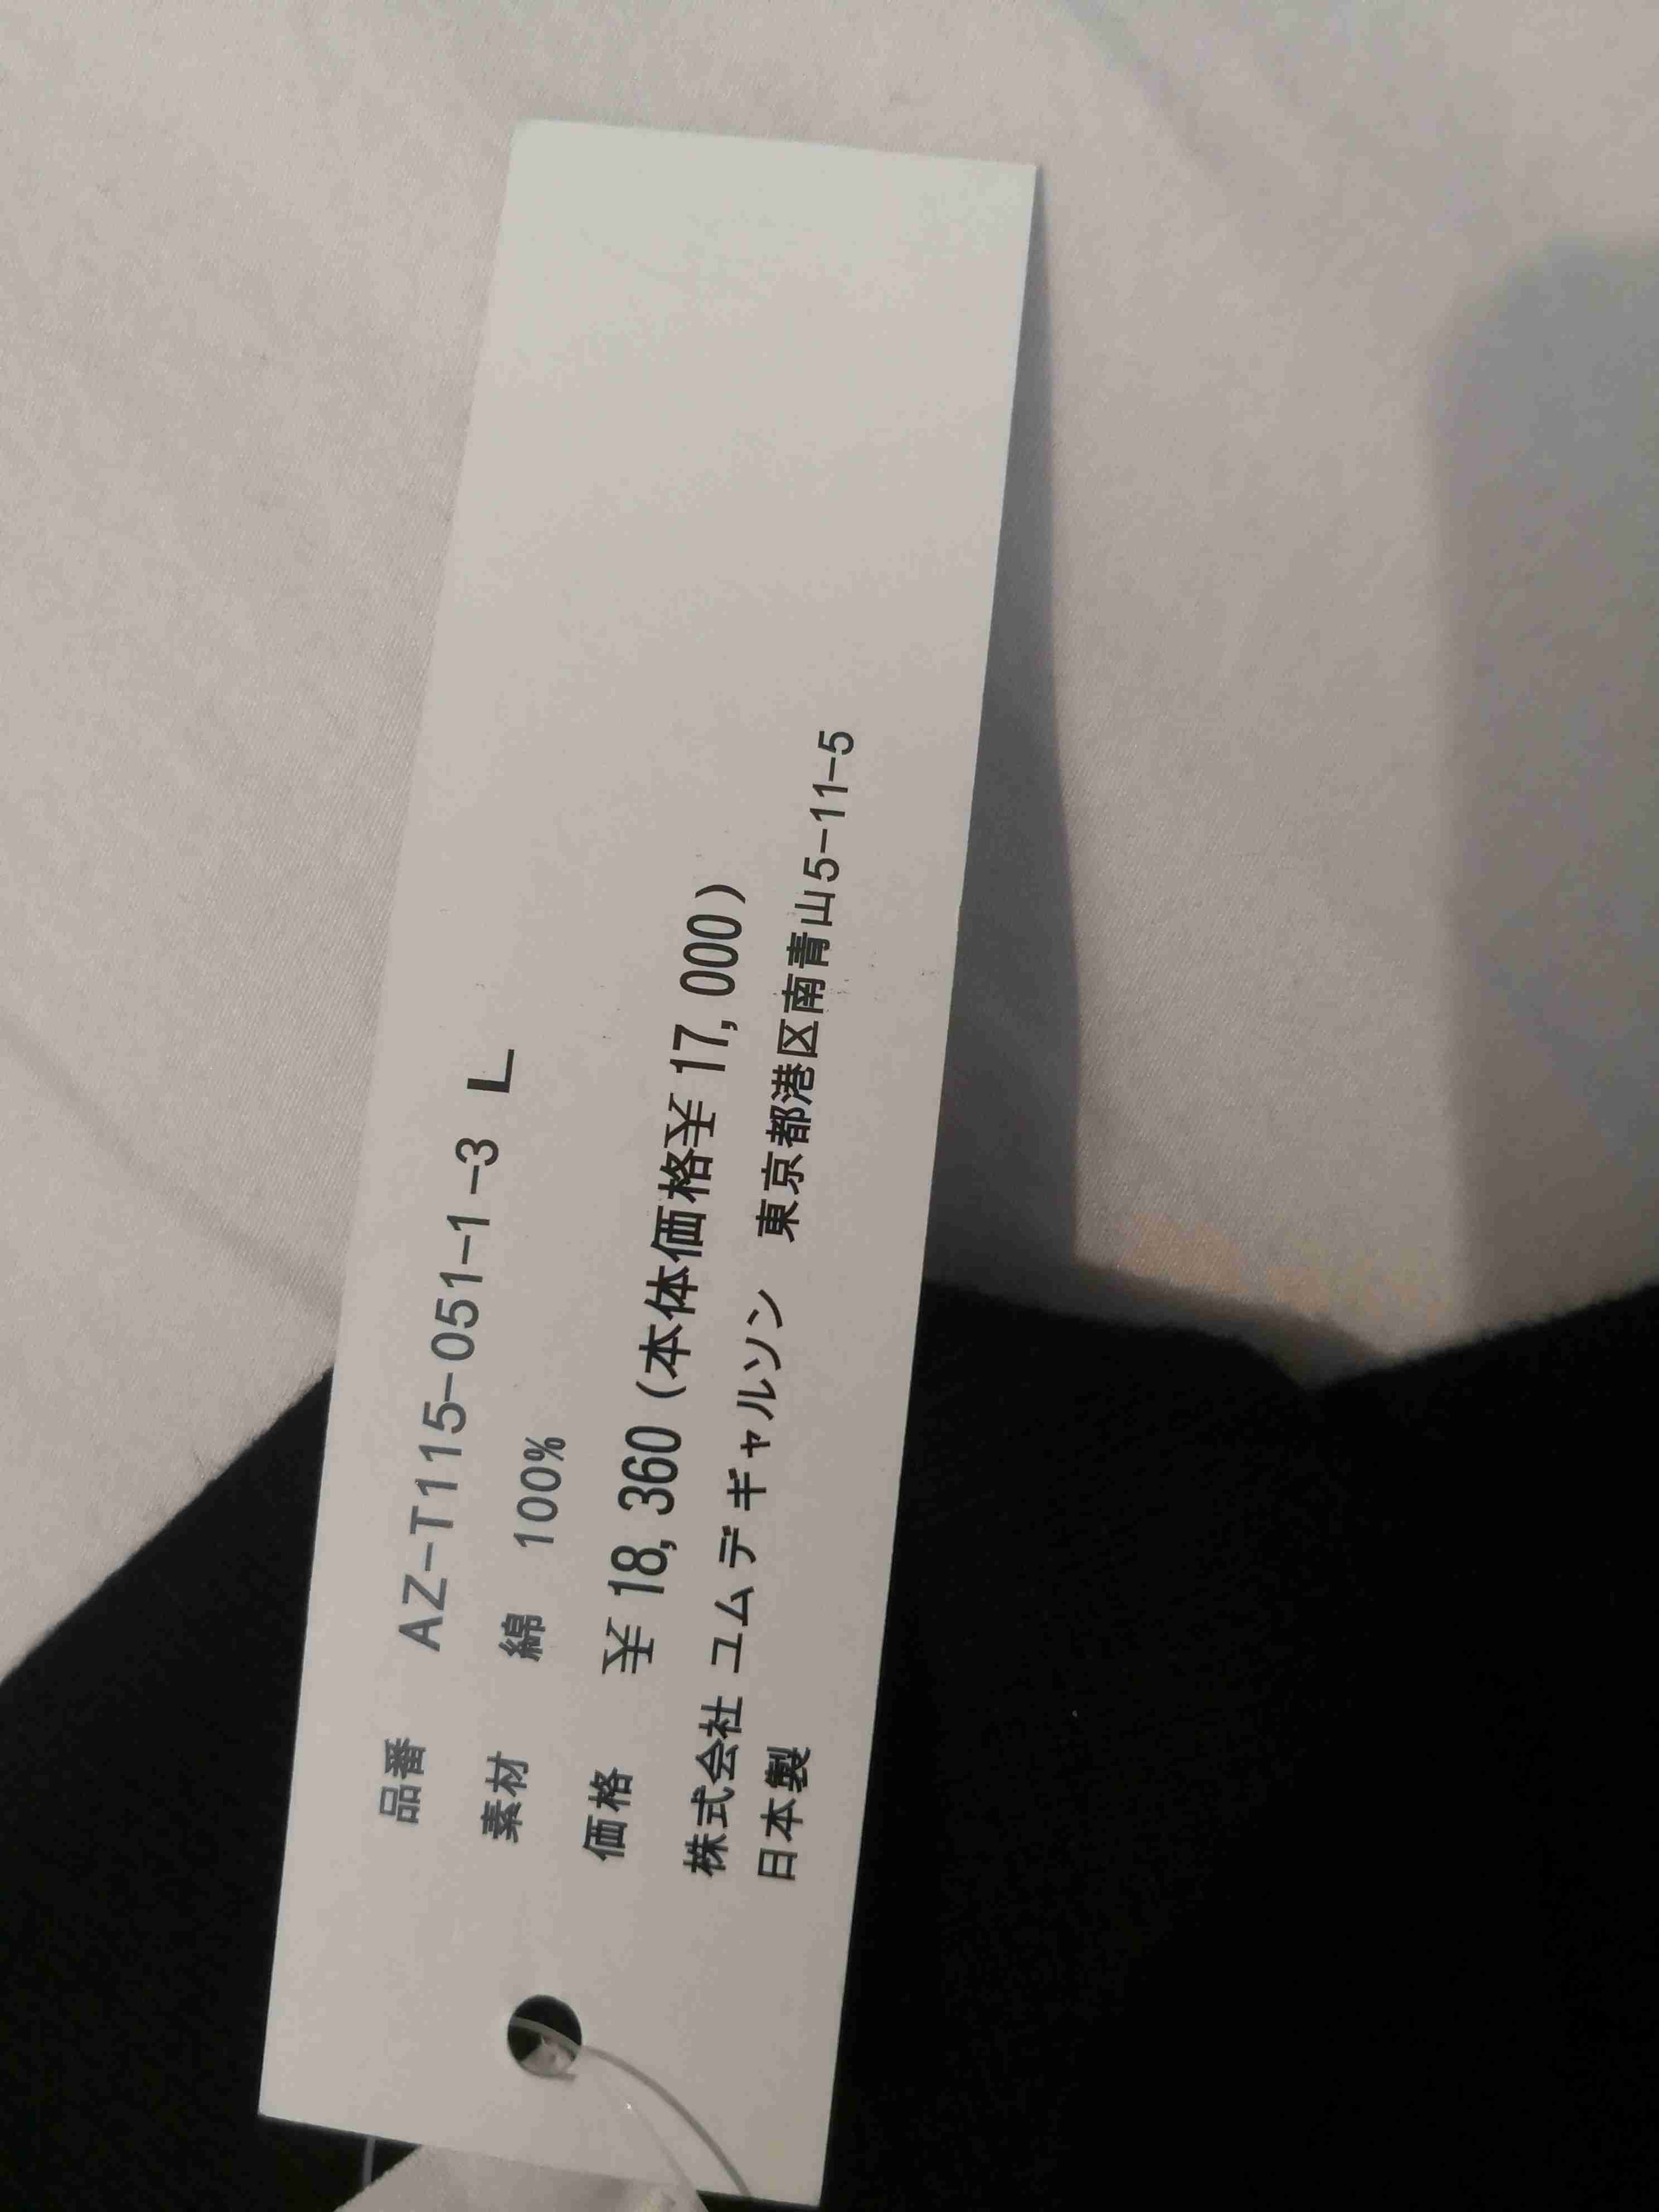 品番 AZ-T115-051-1-3 L
素材 綿 100%
価格 ¥18,360 (本体価格¥17,000)
株式会社 コムデギャルソン 東京都港区南青山5-11-5
日本製